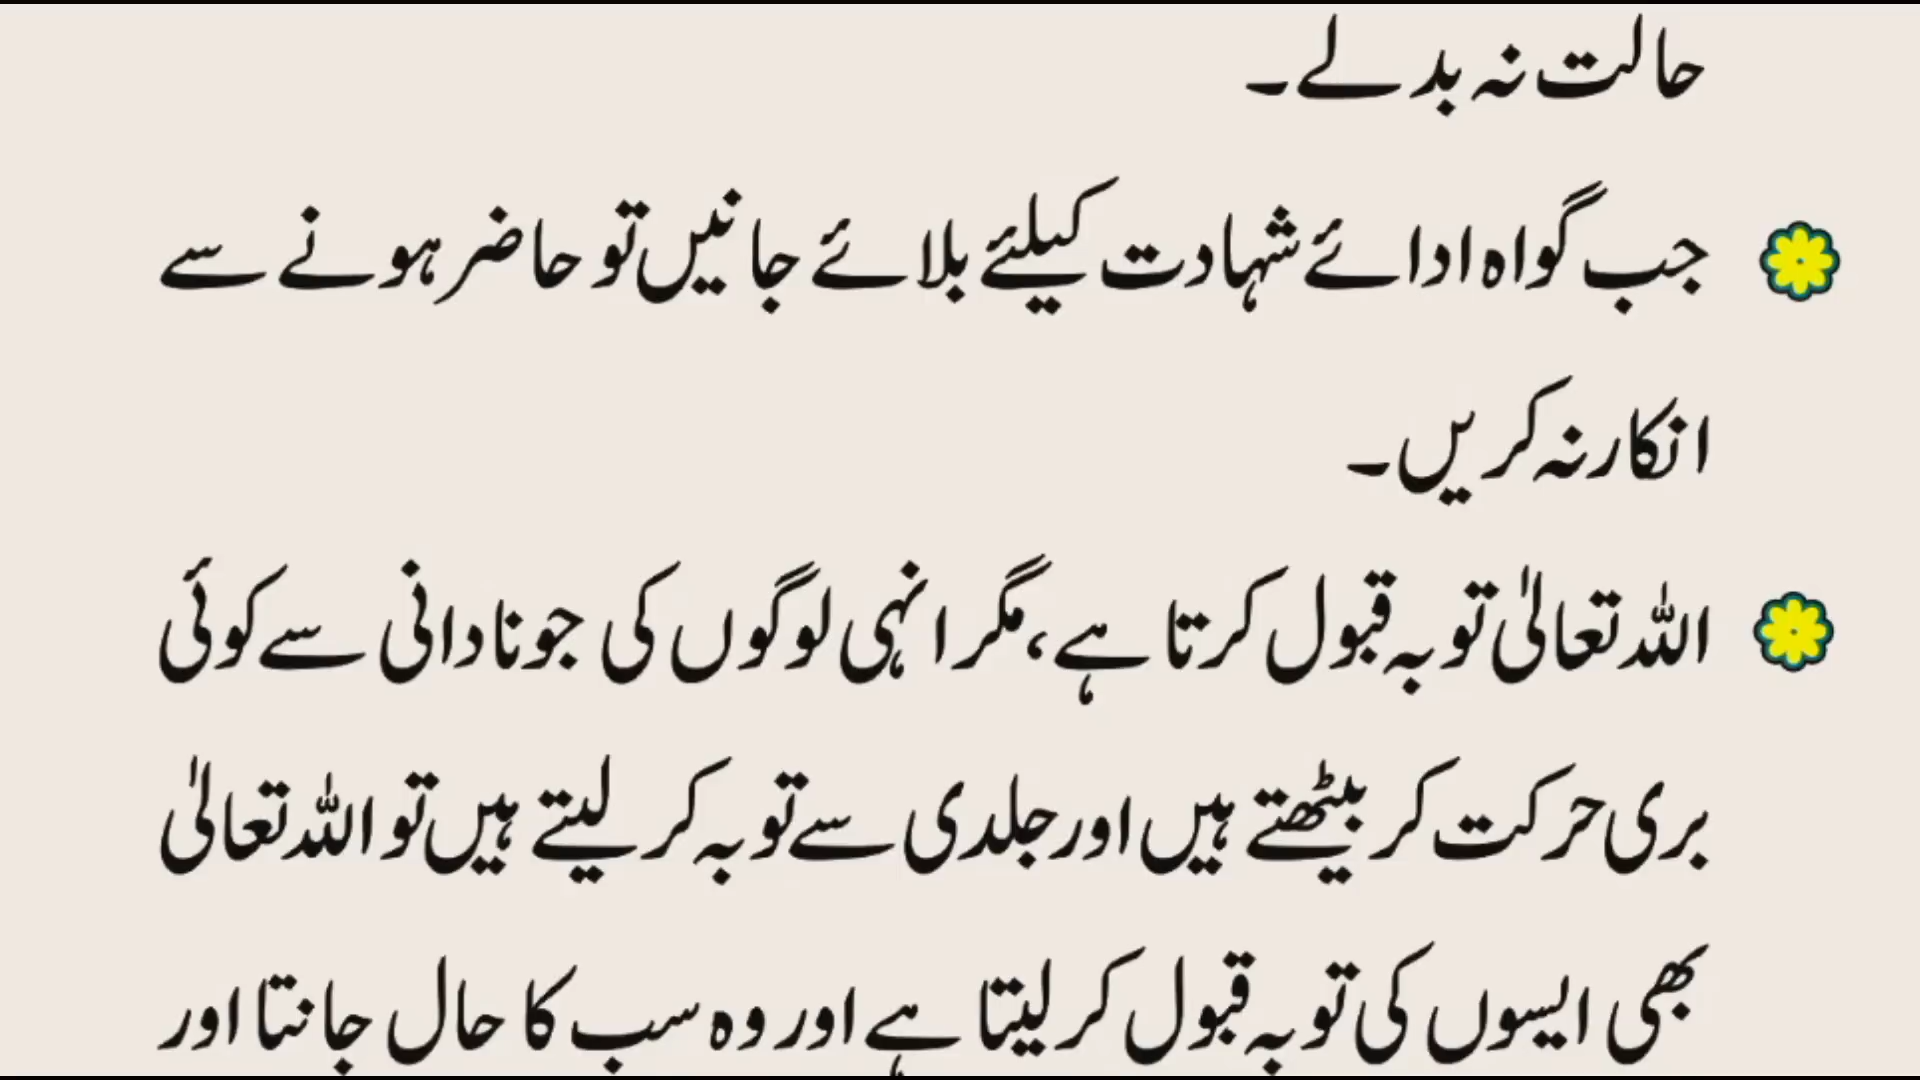 حالت نہ بدلے۔
جب گواہ ادائے شہادت کیلئے بلائے جانیں تو حاضر ہونے سے
انکار نہ کریں۔
اللہ تعالیٰ توبہ قبول کرتا ہے، مگر انہی لوگوں کی جو نادانی سے کوئی
بری حرکت کر بیٹھتے ہیں اور جلدی سے توبہ کر لیتے ہیں تو اللہ تعالیٰ
بھی ایسوں کی توبہ قبول کر لیتا ہے اور وہ سب کا حال جانتا اور